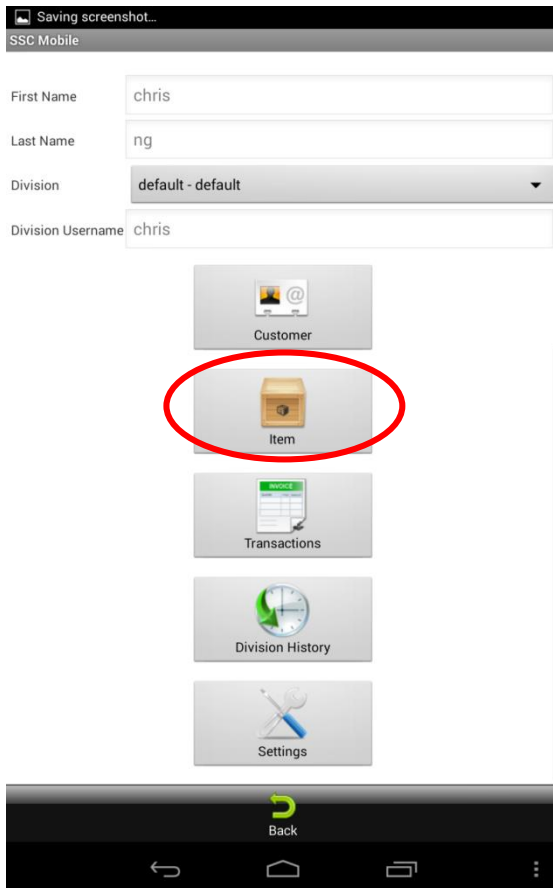 Saving screenshot...
SSC Mobile
First Name chris
Last Name ng
Division default - default
Division Username chris
@
Customer
Item
INVOICE
Transactions
Division History
Settings
Back